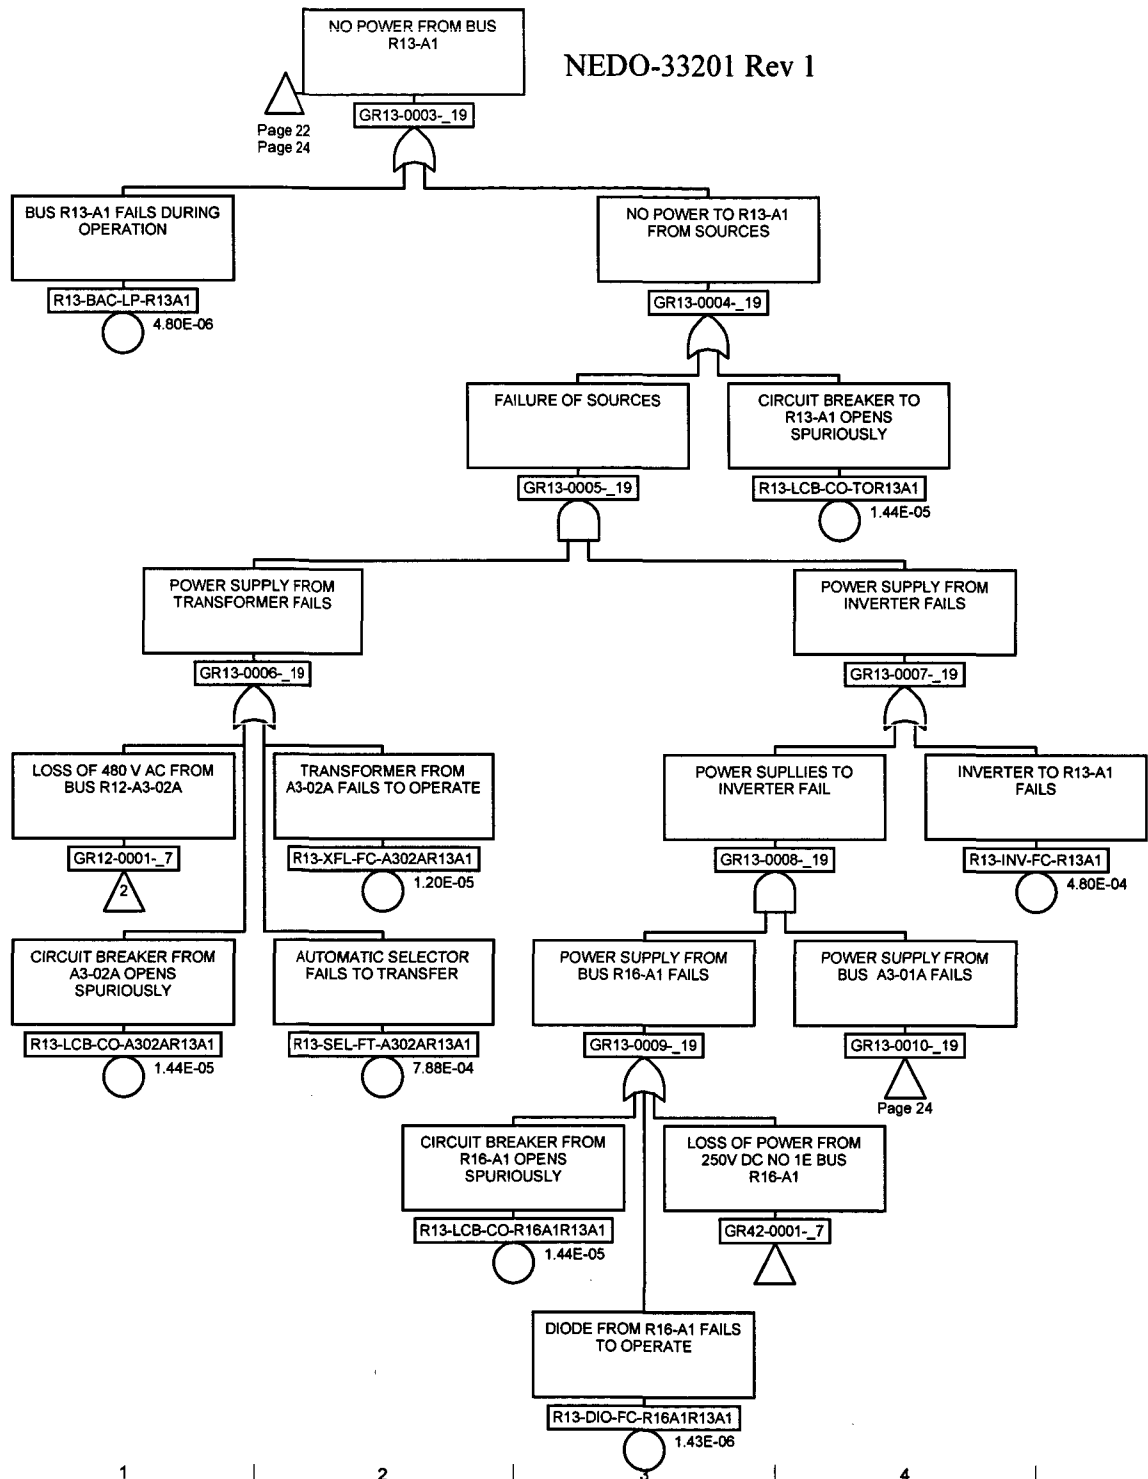 NO POWER FROM BUS
R13-A1
NEDO-33201 Rev 1
GR13-0003-_19
Page 22
Page 24
BUS R13-A1 FAILS DURING
OPERATION
R13-BAC-LP-R13A1
4.80E-06
NO POWER TO R13-A1
FROM SOURCES
GR13-0004-_19
FAILURE OF SOURCES
GR13-0005-_19
CIRCUIT BREAKER TO
R13-A1 OPENS
SPURIOUSLY
R13-LCB-CO-TOR13A1
1.44E-05
POWER SUPPLY FROM
TRANSFORMER FAILS
GR13-0006-_19
POWER SUPPLY FROM
INVERTER FAILS
GR13-0007-_19
LOSS OF 480 V AC FROM
BUS R12-A3-02A
GR12-0001-_7
2
TRANSFORMER FROM
A3-02A FAILS TO OPERATE
R13-XFL-FC-A302AR13A1
1.20E-05
POWER SUPLLIES TO
INVERTER FAIL
GR13-0008-_19
INVERTER TO R13-A1
FAILS
R13-INV-FC-R13A1
4.80E-04
CIRCUIT BREAKER FROM
A3-02A OPENS
SPURIOUSLY
R13-LCB-CO-A302AR13A1
1.44E-05
AUTOMATIC SELECTOR
FAILS TO TRANSFER
R13-SEL-FT-A302AR13A1
7.88E-04
POWER SUPPLY FROM
BUS R16-A1 FAILS
GR13-0009-_19
POWER SUPPLY FROM
BUS A3-01A FAILS
GR13-0010-_19
Page 24
CIRCUIT BREAKER FROM
R16-A1 OPENS
SPURIOUSLY
R13-LCB-CO-R16A1R13A1
1.44E-05
LOSS OF POWER FROM
250V DC NO 1E BUS
R16-A1
GR42-0001-_7
DIODE FROM R16-A1 FAILS
TO OPERATE
R13-DIO-FC-R16A1R13A1
1.43E-06
1 2 3 4